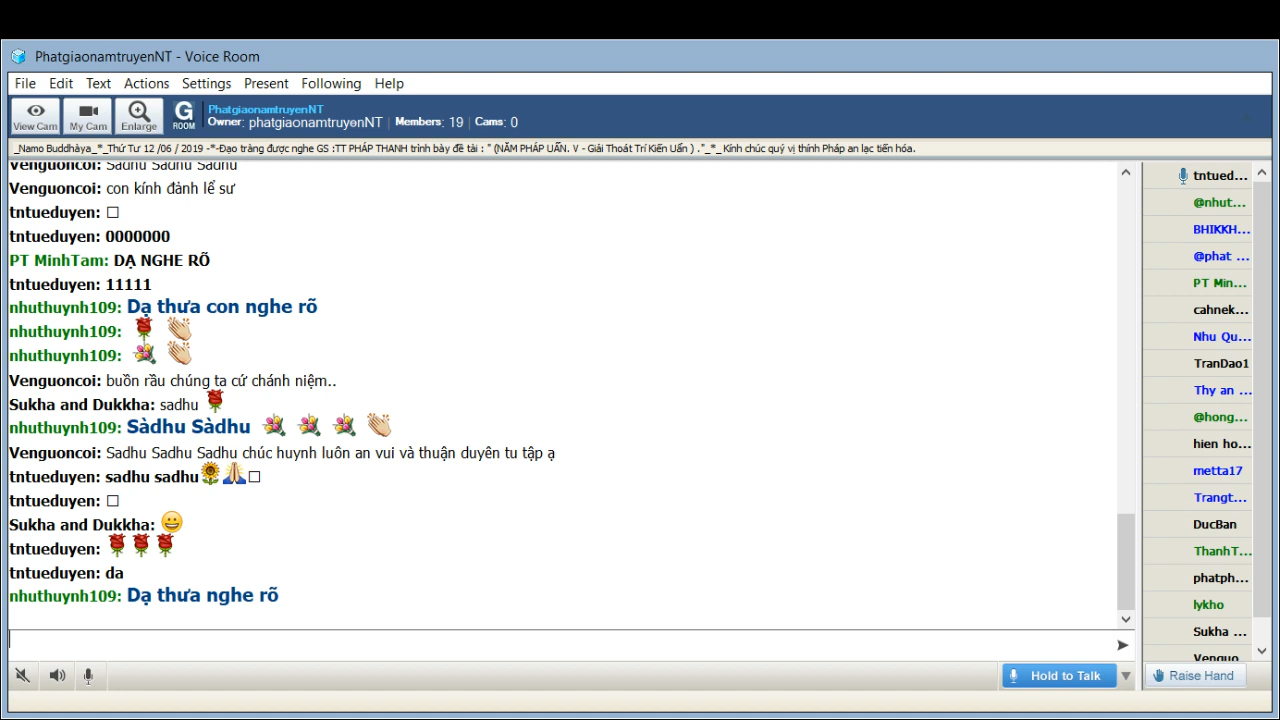 PhatgiaonamtruyenNT - Voice Room
File Edit Text Actions Settings Present Following Help
View Cam My Cam Enlarge G ROOM
PhatgiaonamtruyenNT
Owner: phatgiaonamtruyenNT | Members: 19 | Cams: 0
_Namo Buddhàya_*_Thứ Tư 12 /06 / 2019 -*-Đạo tràng được nghe GS :TT PHÁP THANH trình bày đề tài : " (NĂM PHÁP UẨN. V - Giải Thoát Trí Kiến Uẩn ) ."_*_ Kính chúc quý vị thính Pháp an lạc tiến hóa.
Venguoncoi: Sadhu Sadhu Sadhu
Venguoncoi: con kính đảnh lể sư
tntueduyen: □
tntueduyen: 0000000
PT MinhTam: DẠ NGHE RÕ
tntueduyen: 11111
nhuthuynh109: Dạ thưa con nghe rõ
nhuthuynh109: 🌹 👏
nhuthuynh109: 💐 👏
Venguoncoi: buồn rầu chúng ta cứ chánh niệm..
Sukha and Dukkha: sadhu 🌹
nhuthuynh109: Sàdhu Sàdhu 💐 💐 💐 👏
Venguoncoi: Sadhu Sadhu Sadhu chúc huynh luôn an vui và thuận duyên tu tập ạ
tntueduyen: sadhu sadhu🌻🙏□
tntueduyen: □
Sukha and Dukkha: 😀
tntueduyen: 🌹🌹🌹
tntueduyen: da
nhuthuynh109: Dạ thưa nghe rõ
tntued...
@nhut...
BHIKKH...
@phat ...
PT Min...
cahnek...
Nhu Qu...
TranDao1
Thy an ...
@hong...
hien ho...
metta17
Trangt...
DucBan
ThanhT...
phatph...
lykho
Sukha ...
Venguo
Hold to Talk
Raise Hand